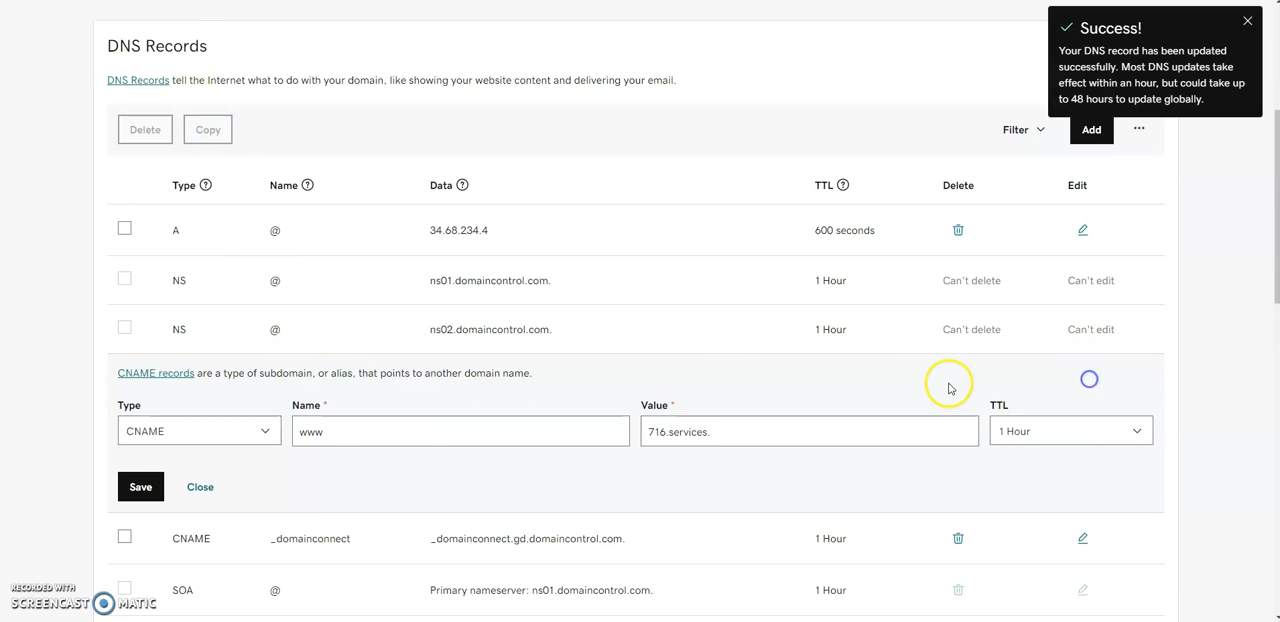 Success!
Your DNS record has been updated
successfully. Most DNS updates take
effect within an hour, but could take up
to 48 hours to update globally.
DNS Records
DNS Records tell the Internet what to do with your domain, like showing your website content and delivering your email.
Delete Copy Filter Add ...
Type Name Data TTL Delete Edit
A @ 34.68.234.4 600 seconds
NS @ ns01.domaincontrol.com. 1 Hour Can't delete Can't edit
NS @ ns02.domaincontrol.com. 1 Hour Can't delete Can't edit
CNAME records are a type of subdomain, or alias, that points to another domain name.
Type Name * Value * TTL
CNAME www 716.services. 1 Hour
Save Close
CNAME _domainconnect _domainconnect.gd.domaincontrol.com. 1 Hour
SOA @ Primary nameserver: ns01.domaincontrol.com. 1 Hour
RECORDED WITH
SCREENCAST MATIC